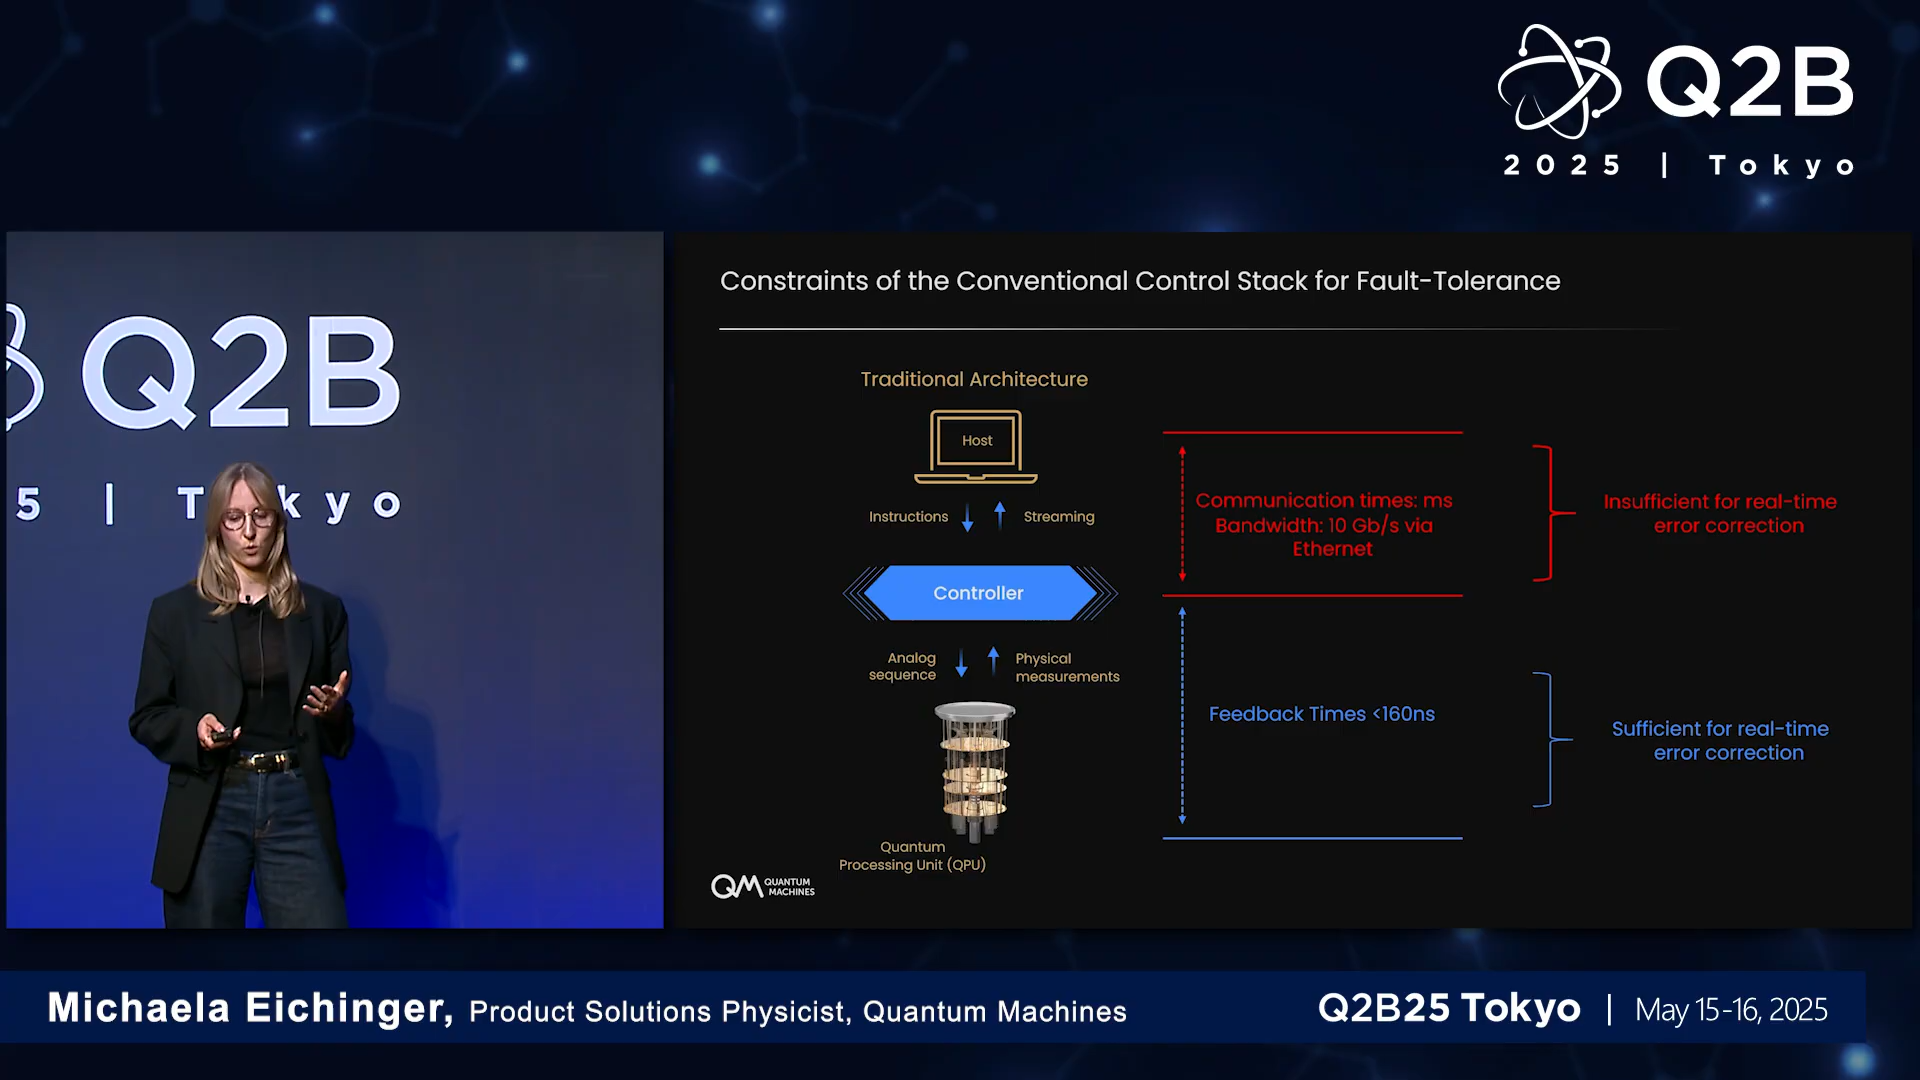 Q2B
2025 | Tokyo
Q2B
5 | Tokyo
Constraints of the Conventional Control Stack for Fault-Tolerance
Traditional Architecture
Host
Instructions
Streaming
Controller
Analog
sequence
Physical
measurements
Quantum
Processing Unit (QPU)
Communication times: ms
Bandwidth: 10 Gb/s via
Ethernet
Insufficient for real-time
error correction
Feedback Times <160ns
Sufficient for real-time
error correction
QM QUANTUM
MACHINES
Michaela Eichinger, Product Solutions Physicist, Quantum Machines
Q2B25 Tokyo | May 15-16, 2025